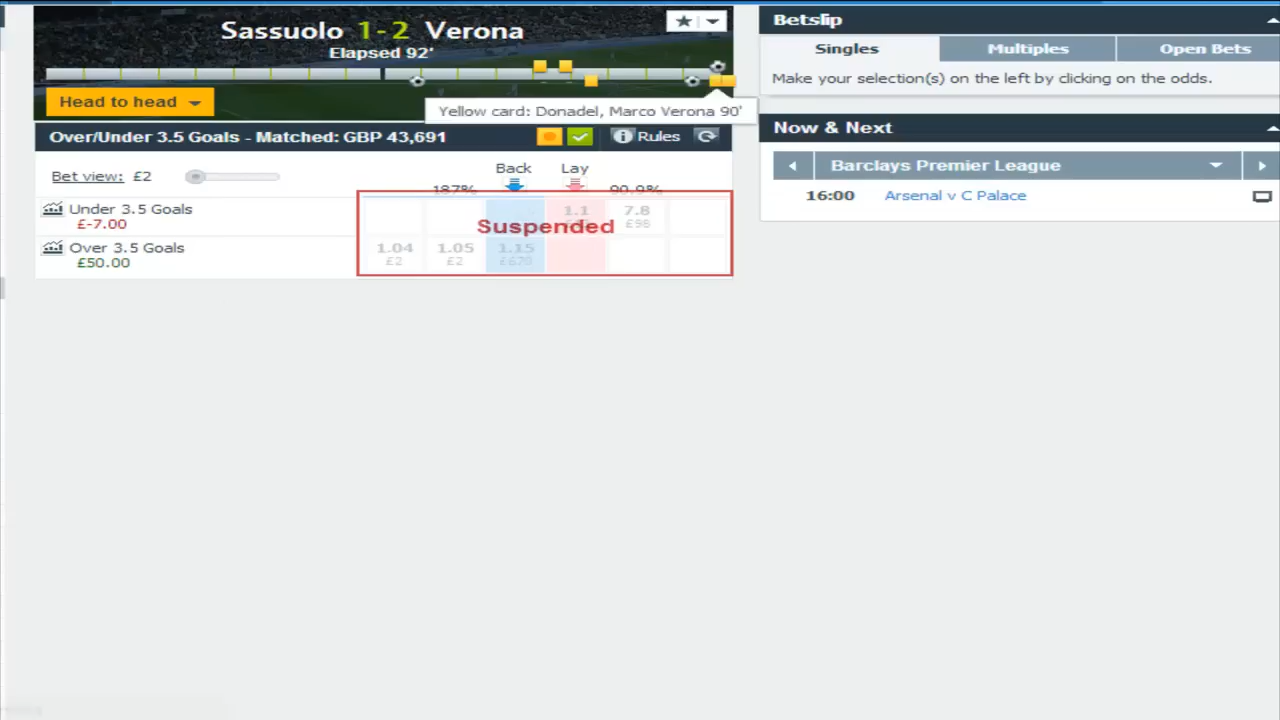 Sassuolo 1-2 Verona
Elapsed 92'
Head to head
Yellow card: Donadel, Marco Verona 90'
Over/Under 3.5 Goals - Matched: GBP 43,691
Rules
Bet view: £2
Back Lay
187% 90.9%
Under 3.5 Goals
£-7.00
1.1 7.8
£98
Suspended
Over 3.5 Goals
£50.00
1.04 1.05 1.15
£2 £2
Betslip
Singles Multiples Open Bets
Make your selection(s) on the left by clicking on the odds.
Now & Next
Barclays Premier League
16:00 Arsenal v C Palace